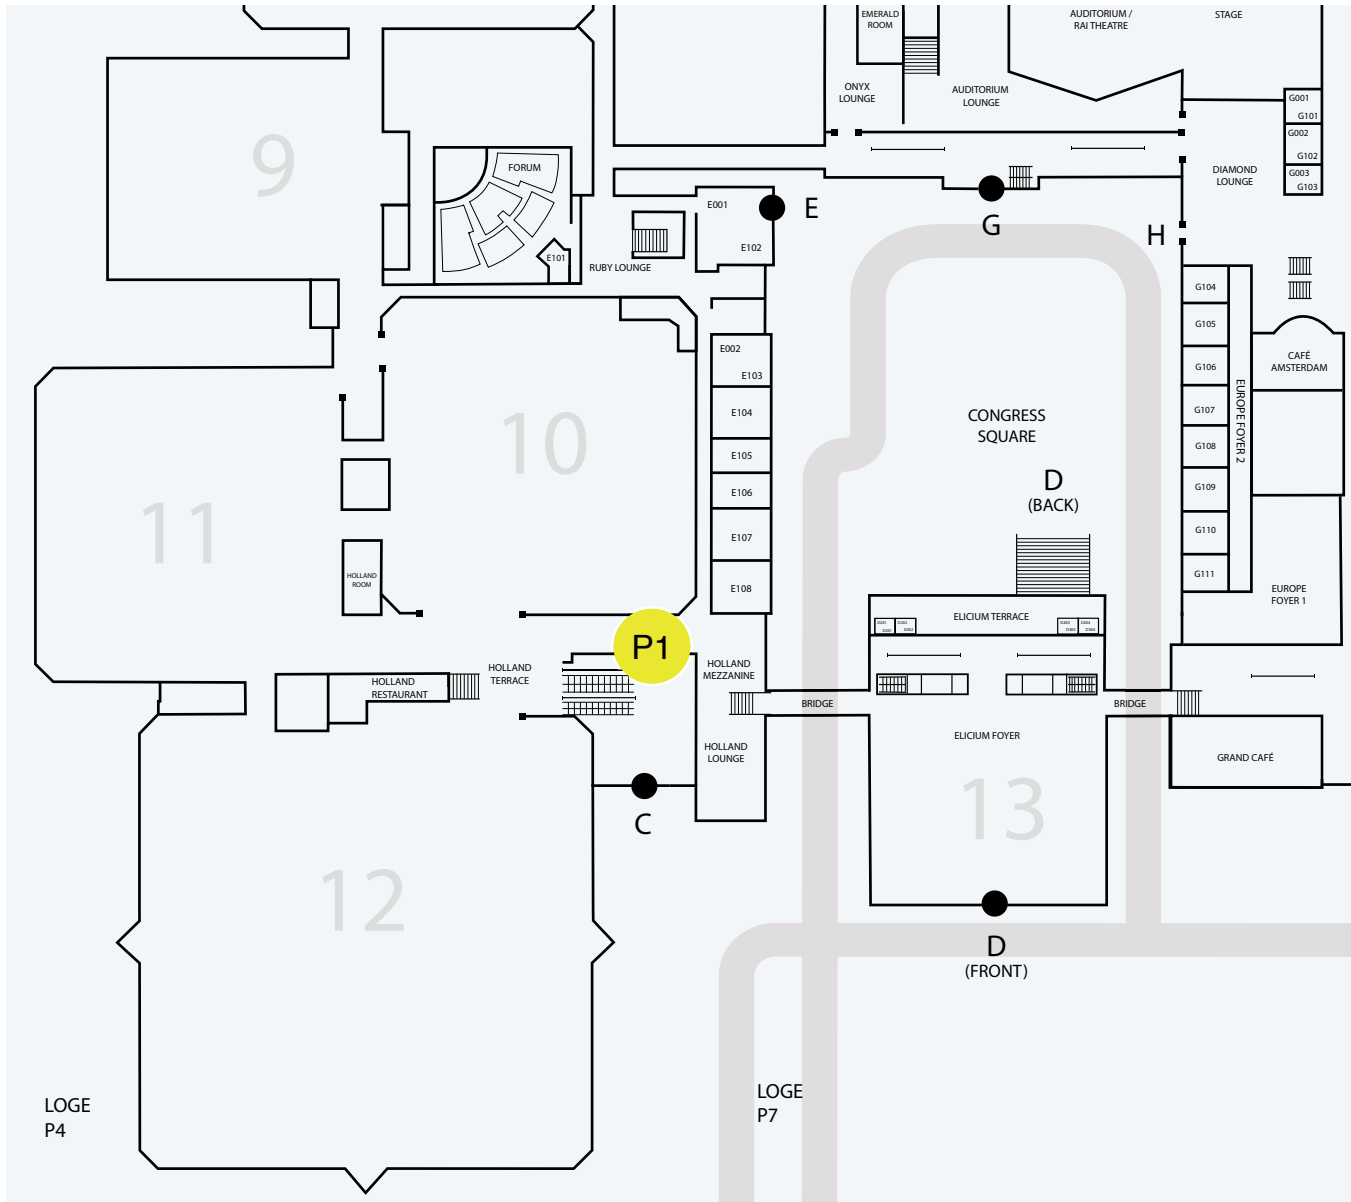 EMERALD
ROOM
AUDITORIUM /
RAI THEATRE
STAGE
ONYX
LOUNGE
AUDITORIUM
LOUNGE
G001
G101
G002
G102
G003
G103
DIAMOND
LOUNGE
9
FORUM
E101
RUBY LOUNGE
E001
E102
E
G
H
G104
G105
G106
G107
G108
G109
G110
G111
EUROPE FOYER 2
CAFÉ
AMSTERDAM
EUROPE
FOYER 1
E002
E103
E104
E105
E106
E107
E108
10
11
CONGRESS
SQUARE
D
(BACK)
HOLLAND
ROOM
ELICIUM TERRACE
D201
D202
P1
HOLLAND
TERRACE
HOLLAND
RESTAURANT
HOLLAND
MEZZANINE
BRIDGE
BRIDGE
ELICIUM FOYER
HOLLAND
LOUNGE
GRAND CAFÉ
13
C
12
D
(FRONT)
LOGE
P4
LOGE
P7